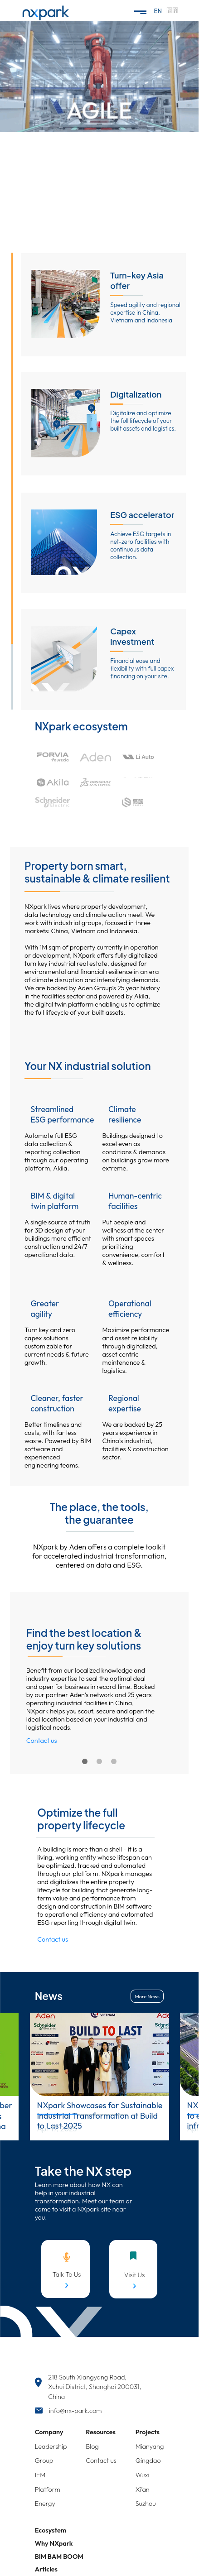 nxpark
EN
AGILE
Turn-key Asia
offer
Speed agility and regional
expertise in China,
Vietnam and Indonesia
Digitalization
Digitalize and optimize
the full lifecycle of your
built assets and logistics.
ESG accelerator
Achieve ESG targets in
net-zero facilities with
continuous data
collection.
Capex
investment
Financial ease and
flexibility with full capex
financing on your site.
NXpark ecosystem
FORVIA
faurecia
Aden
Li Auto
Akila
Schneider
Electric
Property born smart,
sustainable & climate resilient
NXpark lives where property development,
data technology and climate action meet. We
work with industrial groups, focused in three
markets: China, Vietnam and Indonesia.
With 1M sqm of property currently in operation
or development, NXpark offers fully digitalized
turn key industrial real estate, designed for
environmental and financial resilience in an era
of climate disruption and intensifying demands.
We are backed by Aden Group's 25 year history
in the facilities sector and powered by Akila,
the digital twin platform enabling us to optimize
the full lifecycle of your built assets.
Your NX industrial solution
Streamlined
ESG performance
Automate full ESG
data collection &
reporting collection
through our operating
platform, Akila.
Climate
resilience
Buildings designed to
excel even as
conditions & demands
on buildings grow more
extreme.
BIM & digital
twin platform
A single source of truth
for 3D design of your
buildings more efficient
construction and 24/7
operational data.
Human-centric
facilities
Put people and
wellness at the center
with smart spaces
prioritizing
convenience, comfort
& wellness.
Greater
agility
Turn key and zero
capex solutions
customizable for
current needs & future
growth.
Operational
efficiency
Maximize performance
and asset reliability
through digitalized,
asset centric
maintenance &
logistics.
Cleaner, faster
construction
Better timelines and
costs, with far less
waste. Powered by BIM
software and
experienced
engineering teams.
Regional
expertise
We are backed by 25
years experience in
China's industrial,
facilities & construction
sector.
The place, the tools,
the guarantee
NXpark by Aden offers a complete toolkit
for accelerated industrial transformation,
centered on data and ESG.
Find the best location &
enjoy turn key solutions
Benefit from our localized knowledge and
industry expertise to seal the optimal deal
and open for business in record time. Backed
by our partner Aden's network and 25 years
operating industrial facilities in China,
NXpark helps you scout, secure and open the
ideal location based on your industrial and
logistical needs.
Contact us
Optimize the full
property lifecycle
A building is more than a shell - it is a
living, working entity whose lifespan can
be optimized, tracked and automated
through our platform. NXpark manages
and digitalizes the entire property
lifecycle for building that generate long-
term value and performance from
design and construction in BIM software
to operational efficiency and automated
ESG reporting through digital twin.
Contact us
News
More News
Aden
Schneider
Electric
BUILD TO LAST
NXpark Showcases for Sustainable
Industrial Transformation at Build
to Last 2025
Take the NX step
Learn more about how NX can
help in your industrial
transformation. Meet our team or
come to visit a NXpark site near
you.
Talk To Us
Visit Us
218 South Xiangyang Road,
Xuhui District, Shanghai 200031,
China
info@nx-park.com
Company
Resources
Projects
Leadership
Blog
Mianyang
Group
Contact us
Qingdao
IFM
Wuxi
Platform
Xi'an
Energy
Suzhou
Ecosystem
Why NXpark
BIM BAM BOOM
Articles